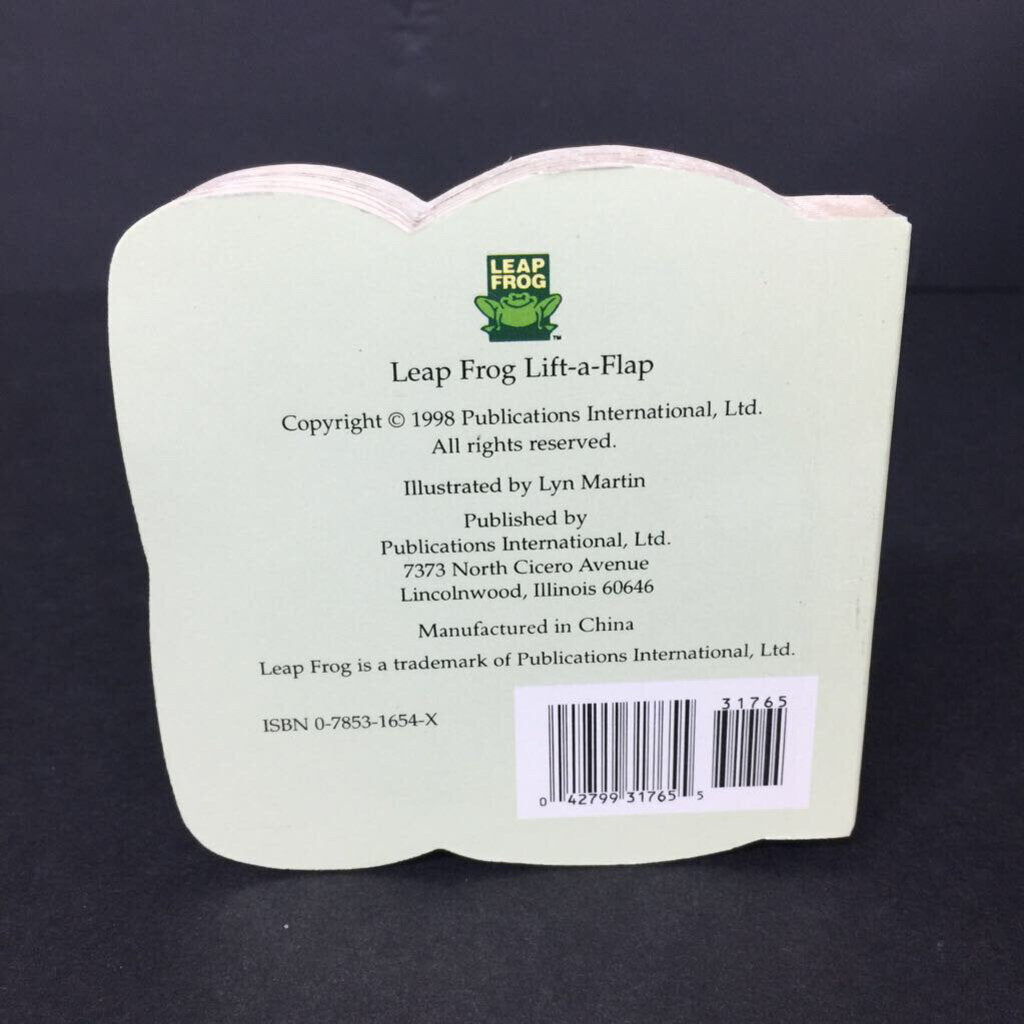 LEAP
FROG
TM
Leap Frog Lift-a-Flap
Copyright © 1998 Publications International, Ltd.
All rights reserved.
Illustrated by Lyn Martin
Published by
Publications International, Ltd.
7373 North Cicero Avenue
Lincolnwood, Illinois 60646
Manufactured in China
Leap Frog is a trademark of Publications International, Ltd.
ISBN 0-7853-1654-X
31765
0 42799 31765 5